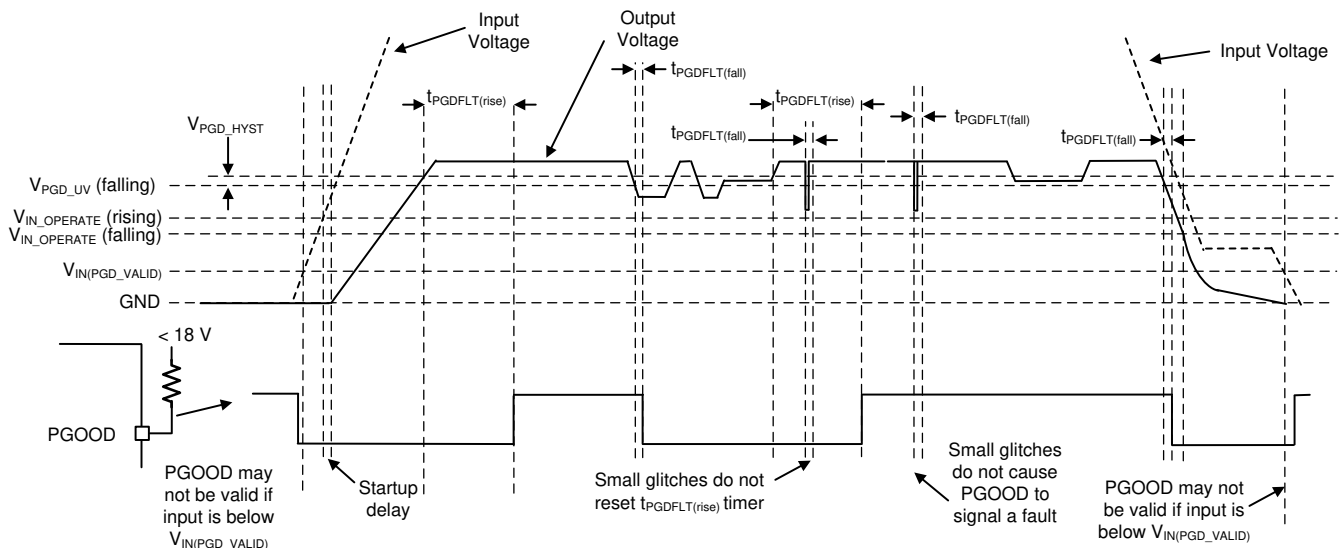 Input
Voltage
Output
Voltage
Input Voltage
tPGDFLT(fall)
tPGDFLT(rise)
tPGDFLT(rise)
tPGDFLT(fall)
tPGDFLT(fall)
tPGDFLT(fall)
VPGD_HYST
VPGD_UV (falling)
VIN_OPERATE (rising)
VIN_OPERATE (falling)
VIN(PGD_VALID)
GND
< 18 V
PGOOD
PGOOD may
not be valid if
input is below
VIN(PGD_VALID)
Startup
delay
Small glitches do not
reset tPGDFLT(rise) timer
Small glitches
do not cause
PGOOD to
signal a fault
PGOOD may not
be valid if input is
below VIN(PGD_VALID)